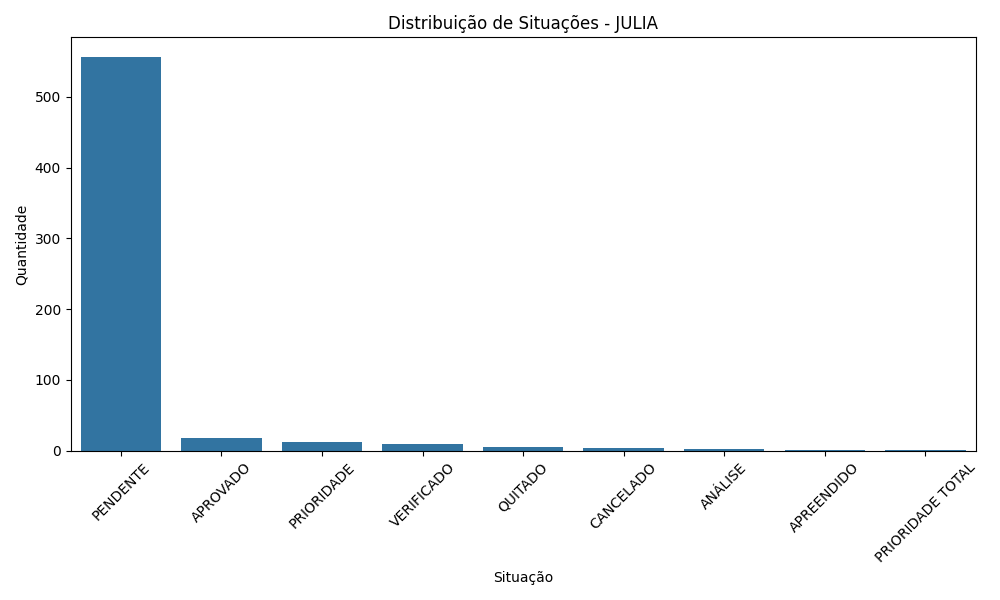 Distribuição de Situações - JULIA
Quantidade
500
400
300
200
100
0
PENDENTE
APROVADO
PRIORIDADE
VERIFICADO
QUITADO
CANCELADO
ANÁLISE
APREENDIDO
PRIORIDADE TOTAL
Situação